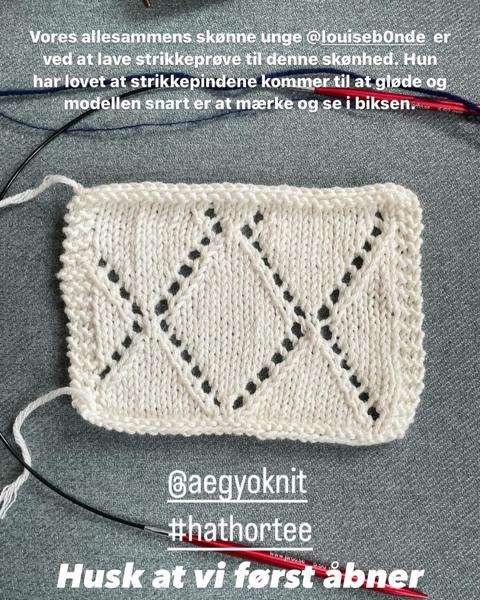 Vores allesammens skønne unge @louiseb0nde er
ved at lave strikkeprøve til denne skønhed. Hun
har lovet at strikkepindene kommer til at gløde og
modellen snart er at mærke og se i biksen.
@aegyoknit
#hathortee
Husk at vi først åbner